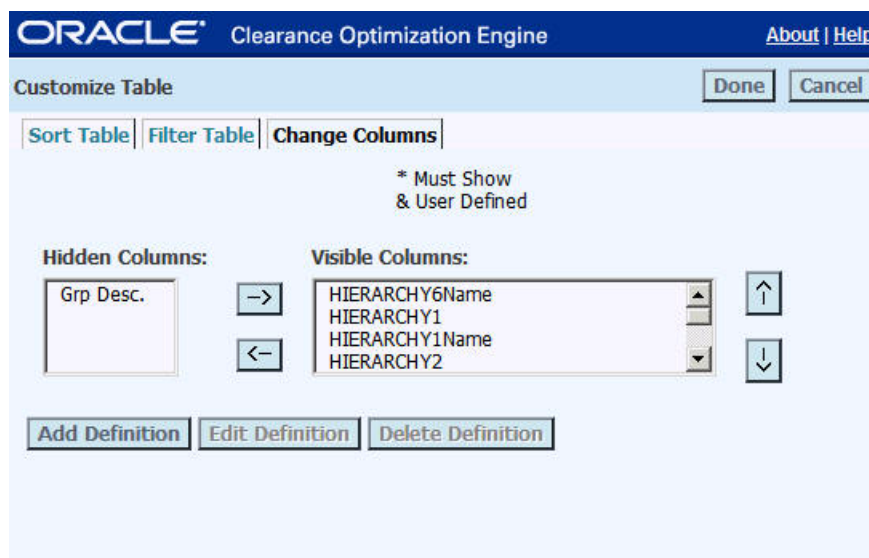 ORACLE Clearance Optimization Engine About | Help
Customize Table Done Cancel
Sort Table Filter Table Change Columns
* Must Show
& User Defined
Hidden Columns: Visible Columns:
Grp Desc. --> HIERARCHY6Name
HIERARCHY1
HIERARCHY1Name
<-- HIERARCHY2
Add Definition Edit Definition Delete Definition